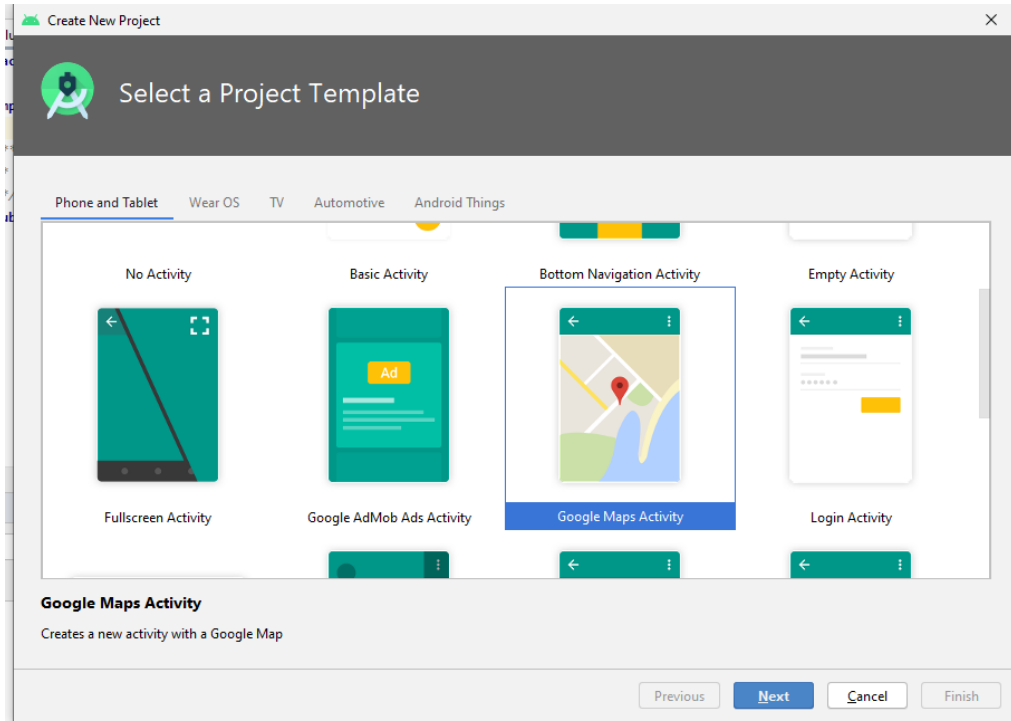 Create New Project
Select a Project Template
Phone and Tablet Wear OS TV Automotive Android Things
No Activity Basic Activity Bottom Navigation Activity Empty Activity
Ad
Fullscreen Activity Google AdMob Ads Activity Google Maps Activity Login Activity
Google Maps Activity
Creates a new activity with a Google Map
Previous Next Cancel Finish